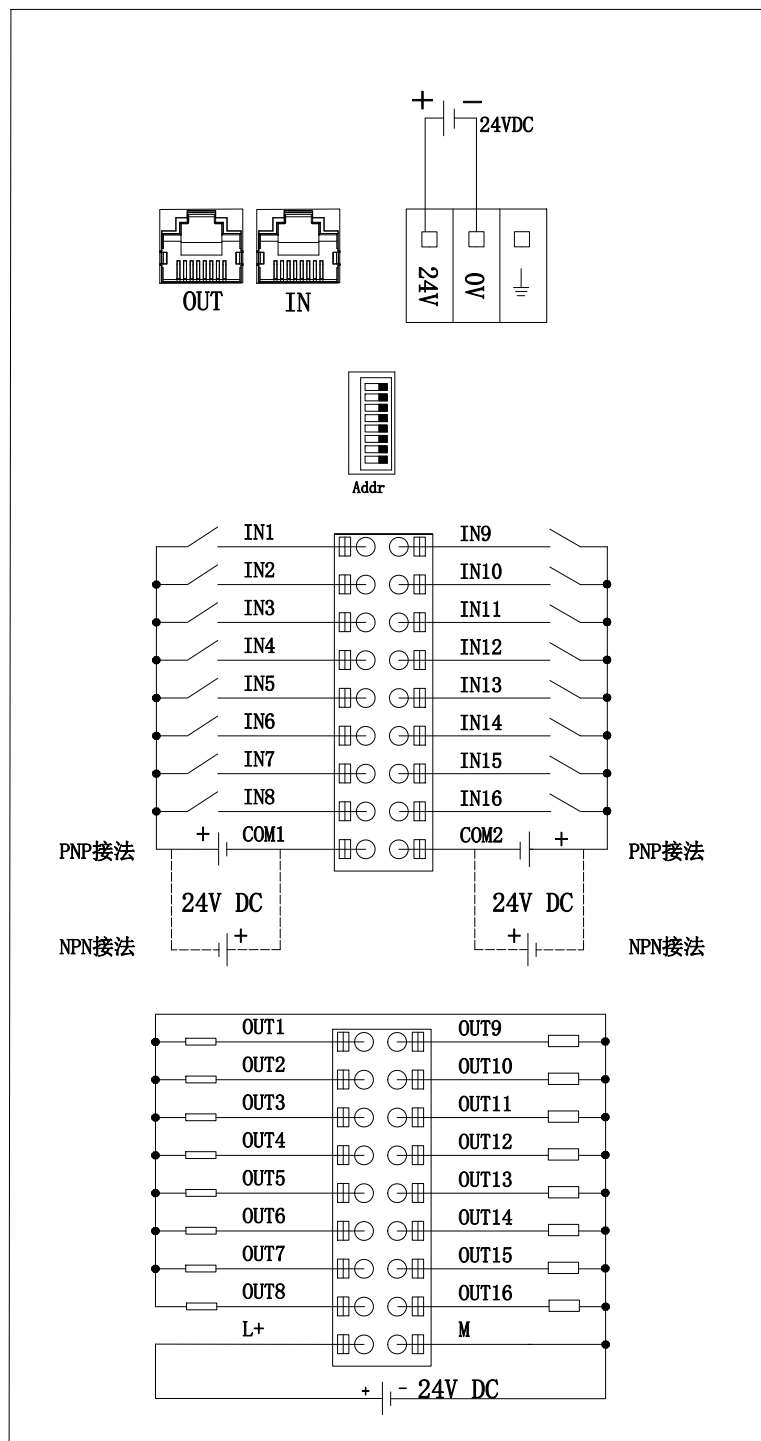 + − 24VDC
OUT IN
24V 0V
Addr
IN1 IN9
IN2 IN10
IN3 IN11
IN4 IN12
IN5 IN13
IN6 IN14
IN7 IN15
IN8 IN16
PNP接法 + COM1 COM2 + PNP接法
24V DC 24V DC
NPN接法 + + NPN接法
OUT1 OUT9
OUT2 OUT10
OUT3 OUT11
OUT4 OUT12
OUT5 OUT13
OUT6 OUT14
OUT7 OUT15
OUT8 OUT16
L+ M
+ - 24V DC